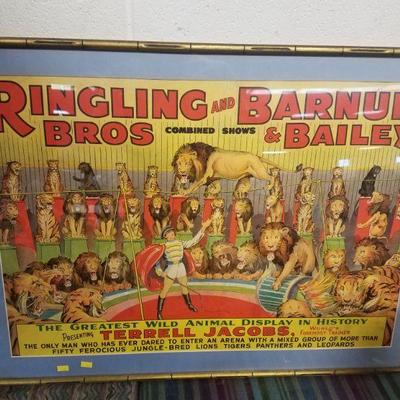 RINGLING AND BARNUM
BROS COMBINED SHOWS & BAILEY
THE GREATEST WILD ANIMAL DISPLAY IN HISTORY
PRESENTING TERRELL JACOBS, WORLD'S FOREMOST TRAINER
THE ONLY MAN WHO HAS EVER DARED TO ENTER AN ARENA WITH A MIXED GROUP OF MORE THAN
FIFTY FEROCIOUS JUNGLE-BRED LIONS TIGERS PANTHERS AND LEOPARDS